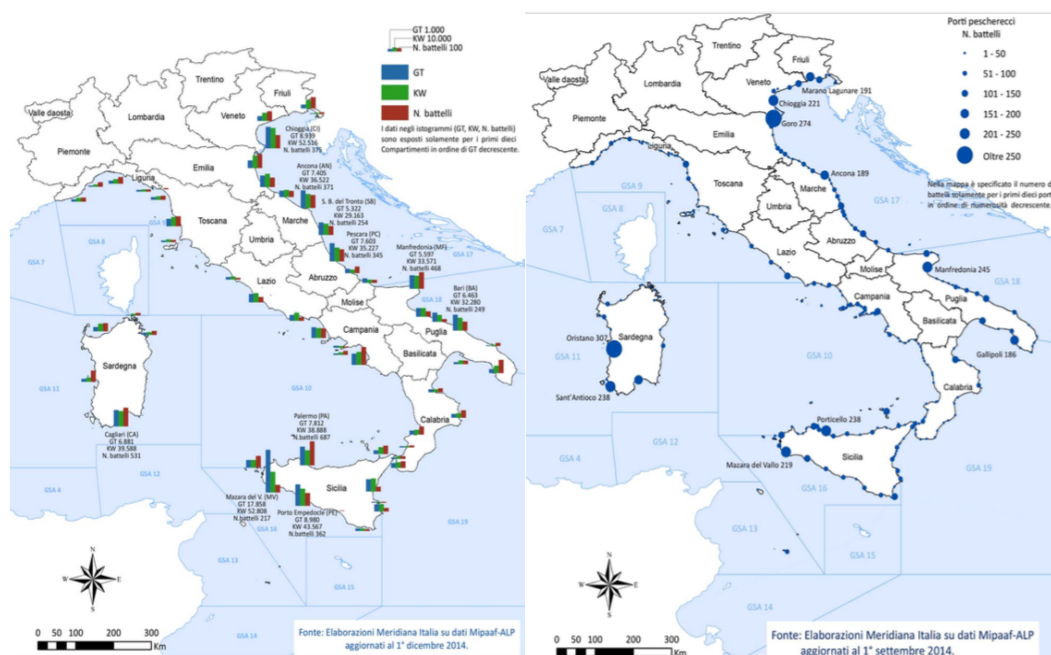 GT 1.000
KW 10.000
N. battelli 100
GT
KW
N. battelli
I dati negli istogrammi (GT, KW, N. battelli)
sono esposti solamente per i primi dieci
Compartimenti in ordine di GT decrescente.
Trentino
Friuli
Valle daosta
Lombardia
Veneto
Piemonte
Emilia
Liguria
Toscana
Marche
Umbria
Lazio
Abruzzo
Molise
Campania
Puglia
Basilicata
Calabria
Sardegna
Sicilia
Chioggia (CI)
GT 8.939
KW 52.516
N. battelli 375
Ancona (AN)
GT 7.405
KW 36.522
N. battelli 371
S. B. del Tronto (SB)
GT 5.322
KW 29.163
N. battelli 254
Pescara (PC)
GT 7.603
KW 35.227
N. battelli 345
Manfredonia (MF)
GT 5.597
KW 33.571
N. battelli 468
Bari (BA)
GT 6.463
KW 32.280
N. battelli 249
Cagliari (CA)
GT 6.881
KW 39.588
N. battelli 531
Palermo (PA)
GT 7.812
KW 38.888
N. battelli 687
Mazara del V. (MV)
GT 17.858
KW 52.808
N. battelli 217
Porto Empedocle (PE)
GT 8.980
KW 43.567
N. battelli 362
GSA 7
GSA 8
GSA 9
GSA 17
GSA 18
GSA 10
GSA 11
GSA 12
GSA 4
GSA 16
GSA 19
GSA 13
GSA 15
GSA 14
N
W E
S
0 50 100 200 300
Km
Fonte: Elaborazioni Meridiana Italia su dati Mipaaf-ALP
aggiornati al 1° dicembre 2014.
Porti pescherecci
N. battelli
1 - 50
51 - 100
101 - 150
151 - 200
201 - 250
Oltre 250
Nella mappa è specificato il numero d
battelli solamente per i primi dieci port
in ordine di numerosità decrescente.
Trentino
Friuli
Valle daosta
Lombardia
Veneto
Piemonte
Emilia
Liguria
Toscana
Marche
Umbria
Lazio
Abruzzo
Molise
Campania
Puglia
Basilicata
Calabria
Sardegna
Sicilia
Marano Lagunare 191
Chioggia 221
Goro 274
Ancona 189
Manfredonia 245
Gallipoli 186
Oristano 307
Sant'Antioco 238
Porticello 238
Mazara del Vallo 219
GSA 9
GSA 8
GSA 7
GSA 17
GSA 18
GSA 10
GSA 11
GSA 12
GSA 4
GSA 16
GSA 19
GSA 13
GSA 15
GSA 14
N
W E
S
0 50 100 200 300
Km
Fonte: Elaborazioni Meridiana Italia su dati Mipaaf-ALP
aggiornati al 1° settembre 2014.